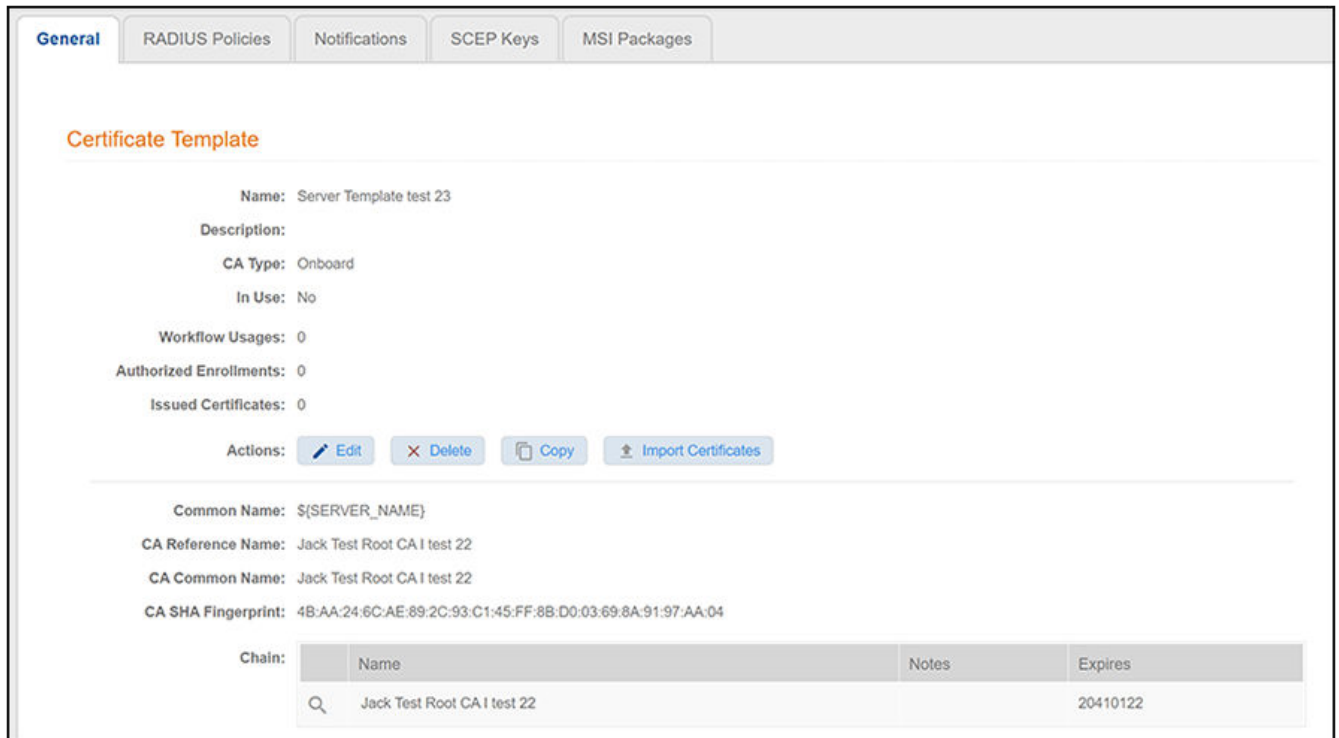 General RADIUS Policies Notifications SCEP Keys MSI Packages
Certificate Template
Name: Server Template test 23
Description:
CA Type: Onboard
In Use: No
Workflow Usages: 0
Authorized Enrollments: 0
Issued Certificates: 0
Actions: Edit Delete Copy Import Certificates
Common Name: ${SERVER_NAME}
CA Reference Name: Jack Test Root CA I test 22
CA Common Name: Jack Test Root CA I test 22
CA SHA Fingerprint: 4B:AA:24:6C:AE:89:2C:93:C1:45:FF:8B:D0:03:69:8A:91:97:AA:04
Chain: Name Notes Expires
Jack Test Root CA I test 22 20410122